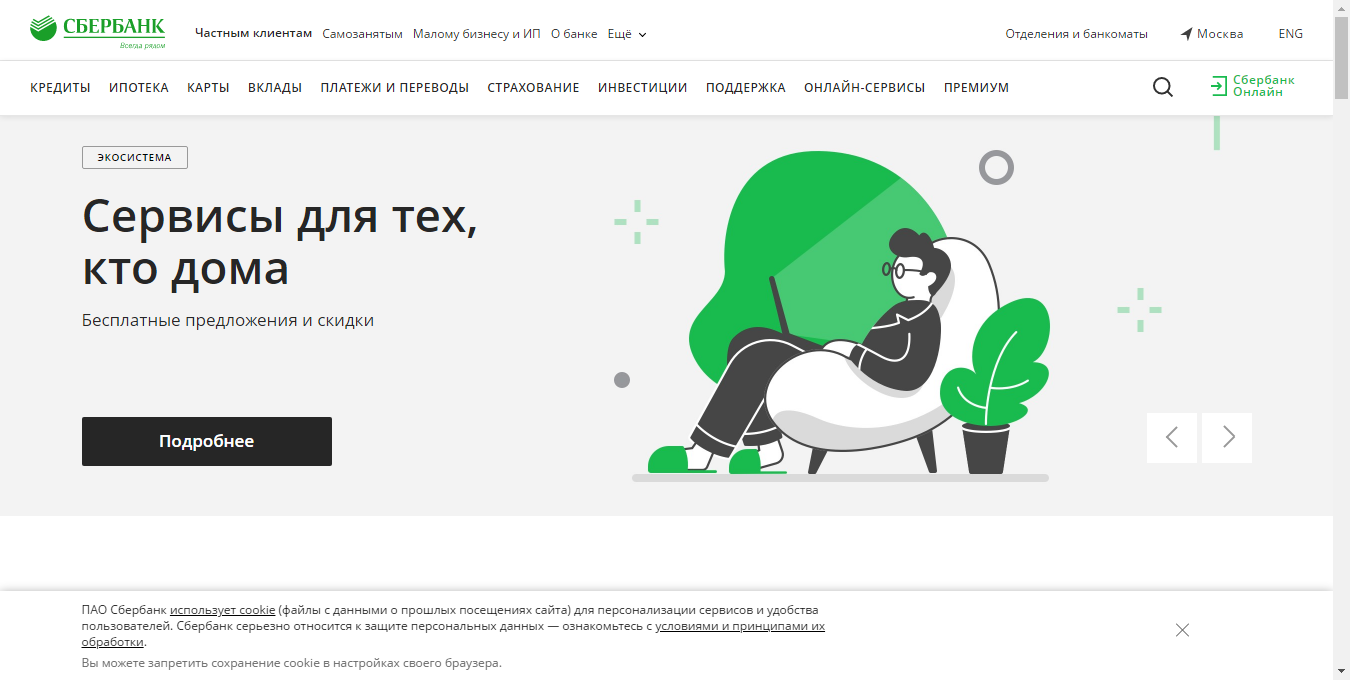 СБЕРБАНК
Всегда рядом
Частным клиентам Самозанятым Малому бизнесу и ИП О банке Ещё
Отделения и банкоматы Москва ENG
КРЕДИТЫ ИПОТЕКА КАРТЫ ВКЛАДЫ ПЛАТЕЖИ И ПЕРЕВОДЫ СТРАХОВАНИЕ ИНВЕСТИЦИИ ПОДДЕРЖКА ОНЛАЙН-СЕРВИСЫ ПРЕМИУМ
Сбербанк
Онлайн
ЭКОСИСТЕМА
Сервисы для тех,
кто дома
Бесплатные предложения и скидки
Подробнее
ПАО Сбербанк использует cookie (файлы с данными о прошлых посещениях сайта) для персонализации сервисов и удобства
пользователей. Сбербанк серьезно относится к защите персональных данных — ознакомьтесь с условиями и принципами их
обработки.
Вы можете запретить сохранение cookie в настройках своего браузера.